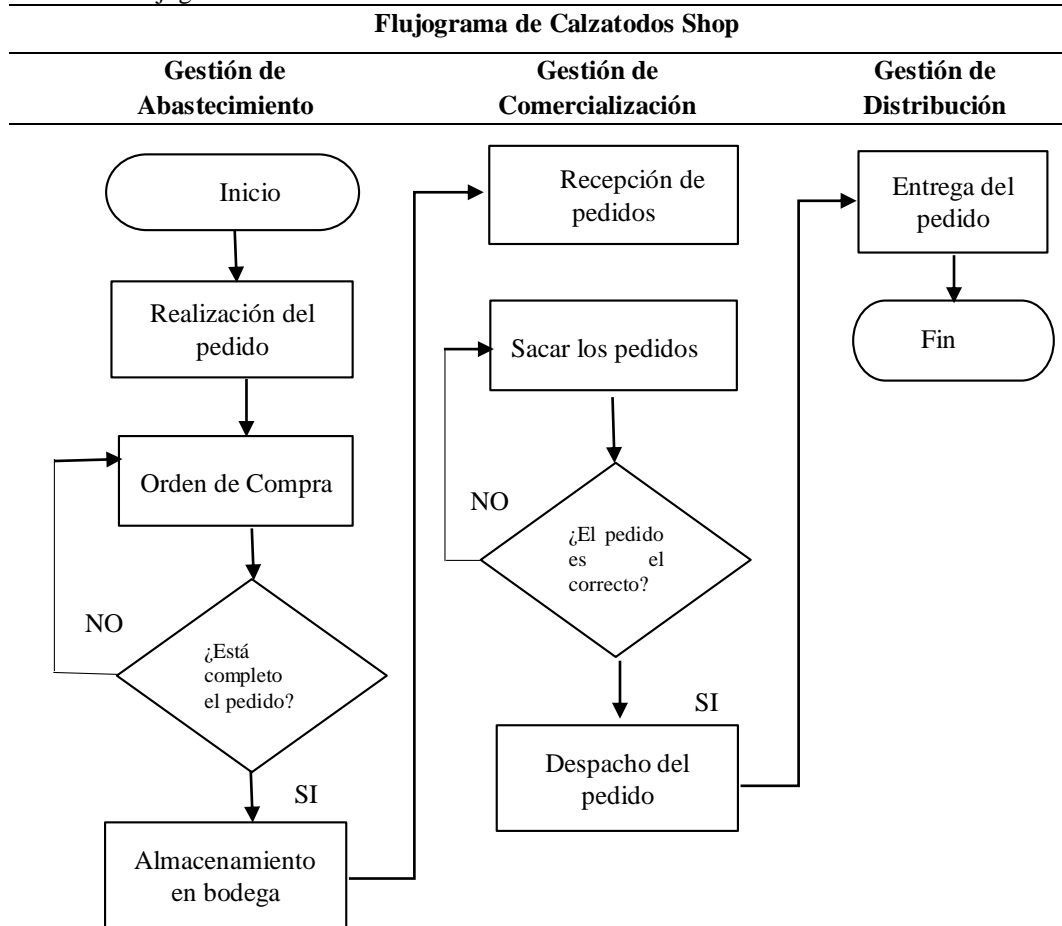 Flujograma de Calzatodos Shop
Gestión de
Abastecimiento
Gestión de
Comercialización
Gestión de
Distribución
Inicio
Realización del
pedido
Orden de Compra
NO
¿Está
completo
el pedido?
SI
Almacenamiento
en bodega
Recepción de
pedidos
Sacar los pedidos
NO
¿El pedido
es el
correcto?
SI
Despacho del
pedido
Entrega del
pedido
Fin